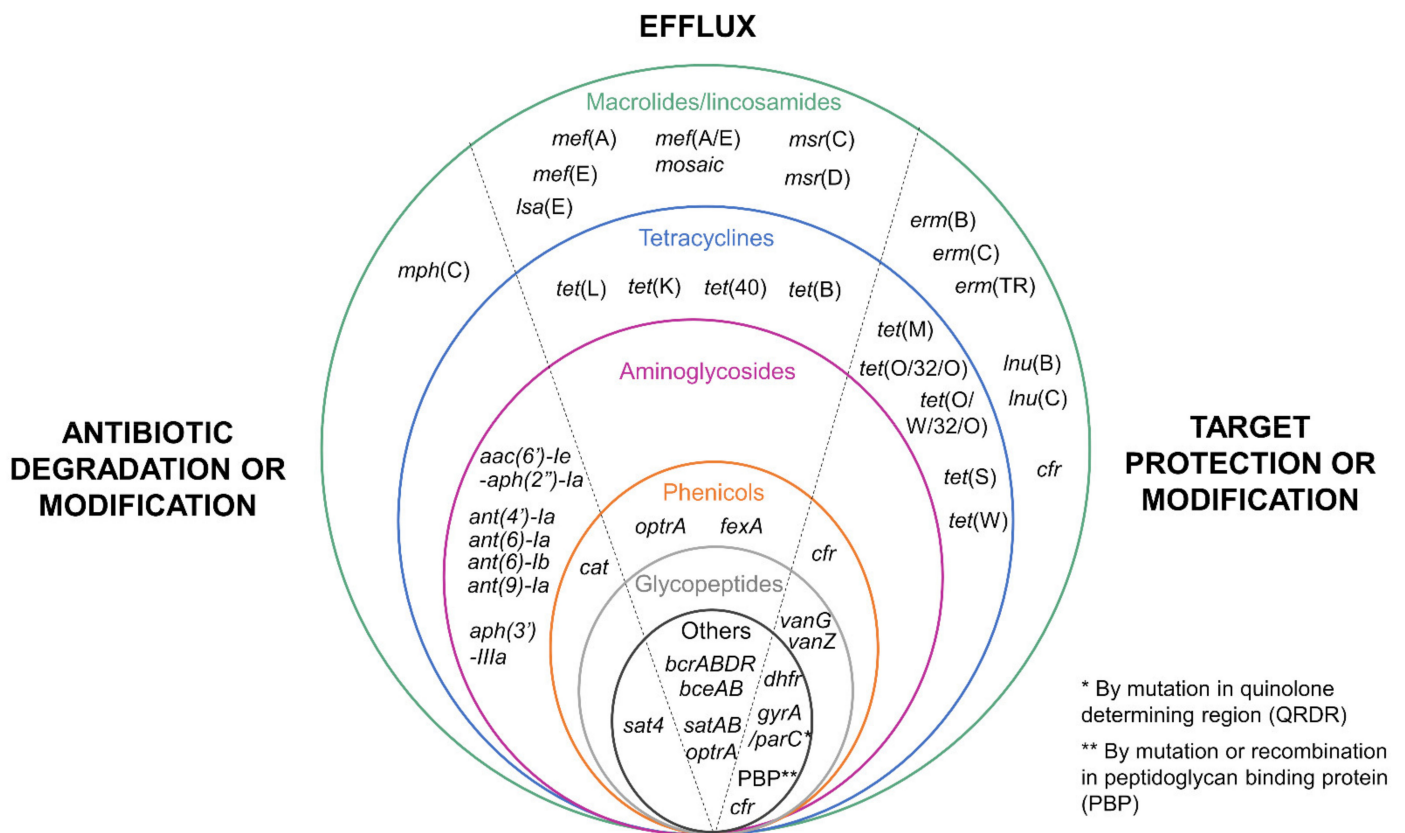 EFFLUX
Macrolides/lincosamides
mef(A)
mef(A/E)
mosaic
msr(C)
mef(E)
msr(D)
lsa(E)
erm(B)
erm(C)
erm(TR)
mph(C)
Tetracyclines
tet(L)
tet(K)
tet(40)
tet(B)
tet(M)
tet(O/32/O)
tet(O/
W/32/O)
tet(S)
tet(W)
lnu(B)
lnu(C)
cfr
Aminoglycosides
ANTIBIOTIC
DEGRADATION OR
MODIFICATION
TARGET
PROTECTION OR
MODIFICATION
aac(6’)-Ie
-aph(2”)-Ia
ant(4’)-Ia
ant(6)-Ia
ant(6)-Ib
ant(9)-Ia
aph(3’)
-IIIa
Phenicols
optrA
fexA
cat
cfr
Glycopeptides
vanG
vanZ
Others
bcrABDR
bceAB
dhfr
sat4
satAB
optrA
gyrA
/parC*
PBP**
cfr
* By mutation in quinolone
determining region (QRDR)
** By mutation or recombination
in peptidoglycan binding protein
(PBP)